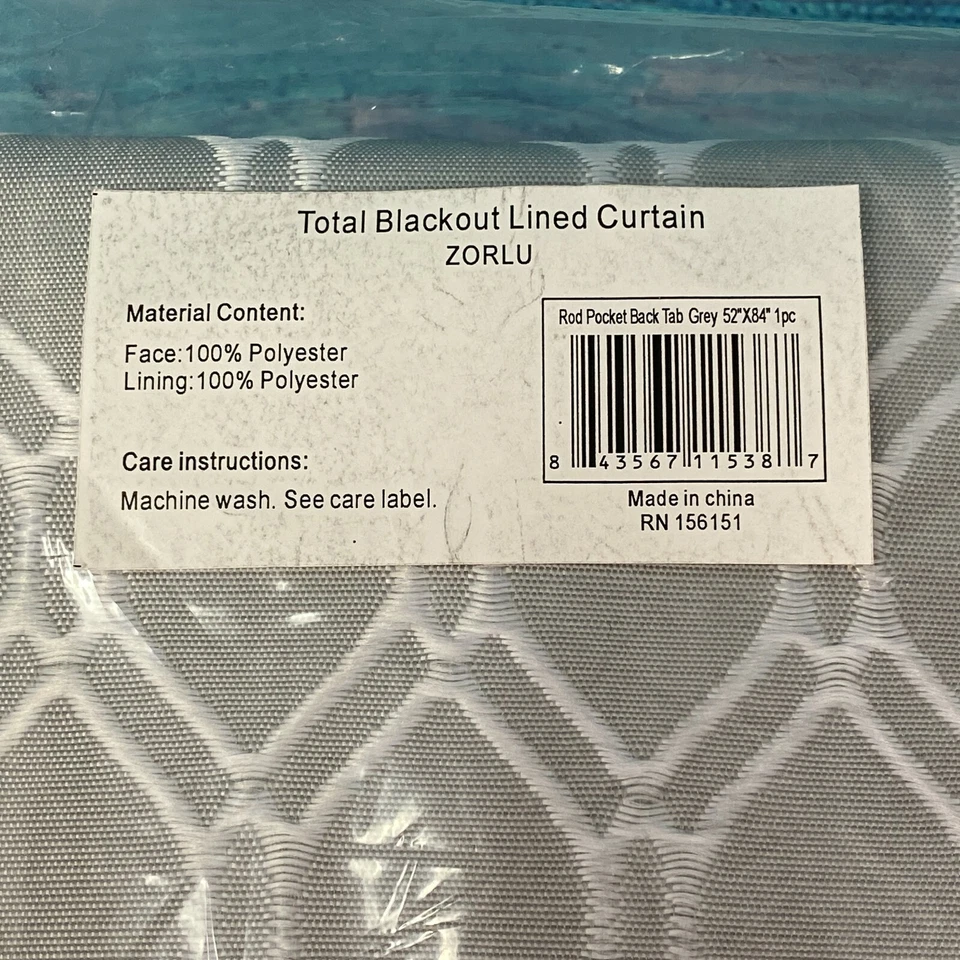 Total Blackout Lined Curtain
ZORLU
Material Content:
Face:100% Polyester
Lining:100% Polyester
Care instructions:
Machine wash. See care label.
Rod Pocket Back Tab Grey 52"X84" 1pc
8 43567 11538 7
Made in china
RN 156151